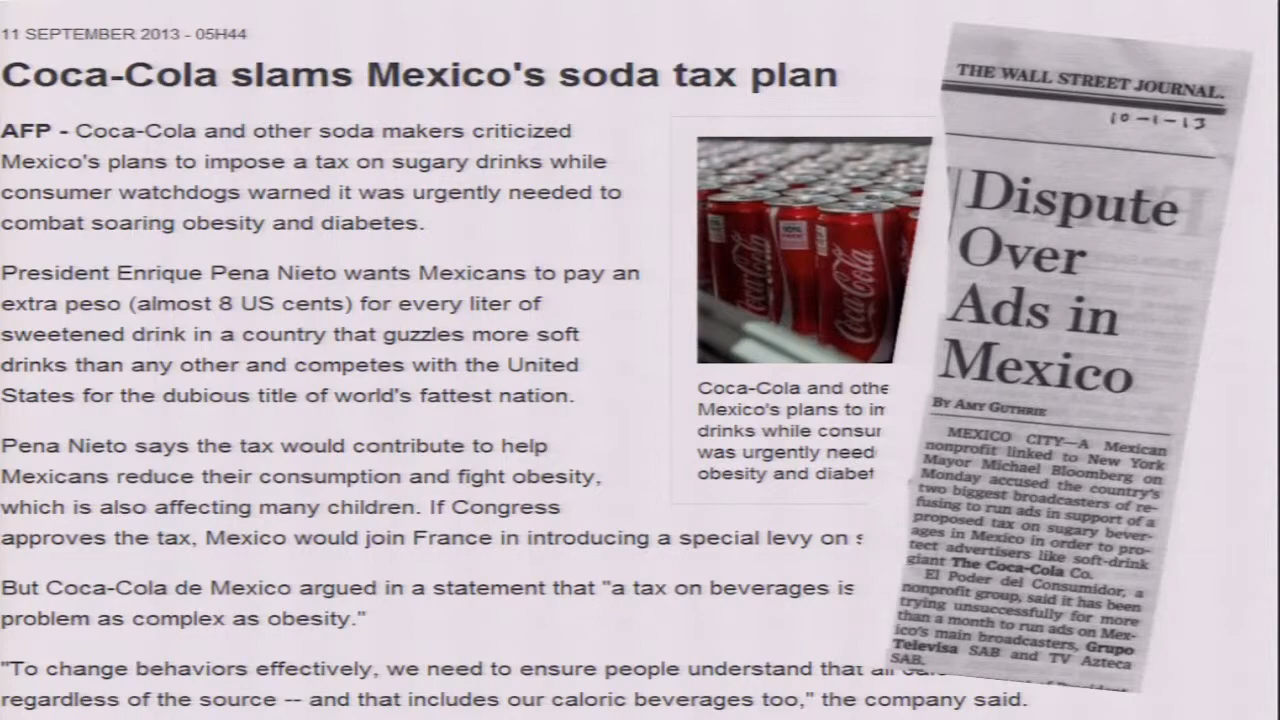 11 SEPTEMBER 2013 - 05H44
Coca-Cola slams Mexico's soda tax plan
AFP - Coca-Cola and other soda makers criticized
Mexico's plans to impose a tax on sugary drinks while
consumer watchdogs warned it was urgently needed to
combat soaring obesity and diabetes.
President Enrique Pena Nieto wants Mexicans to pay an
extra peso (almost 8 US cents) for every liter of
sweetened drink in a country that guzzles more soft
drinks than any other and competes with the United
States for the dubious title of world's fattest nation.
Pena Nieto says the tax would contribute to help
Mexicans reduce their consumption and fight obesity,
which is also affecting many children. If Congress
approves the tax, Mexico would join France in introducing a special levy on s
But Coca-Cola de Mexico argued in a statement that "a tax on beverages is
problem as complex as obesity."
"To change behaviors effectively, we need to ensure people understand that all
regardless of the source -- and that includes our caloric beverages too," the company said.
Coca-Cola
Coca-Cola
Coca-Cola and othe
Mexico's plans to im
drinks while consur
was urgently need
obesity and diabet
THE WALL STREET JOURNAL.
10-1-13
Dispute
Over
Ads in
Mexico
BY AMY GUTHRIE
MEXICO CITY—A Mexican
nonprofit linked to New York
Mayor Michael Bloomberg on
Monday accused the country's
two biggest broadcasters of re-
fusing to run ads in support of a
proposed tax on sugary bever-
ages in Mexico in order to pro-
tect advertisers like soft-drink
giant The Coca-Cola Co.
El Poder del Consumidor, a
nonprofit group, said it has been
trying unsuccessfully for more
than a month to run ads on Mex-
ico's main broadcasters, Grupo
Televisa SAB and TV Azteca
SAB.